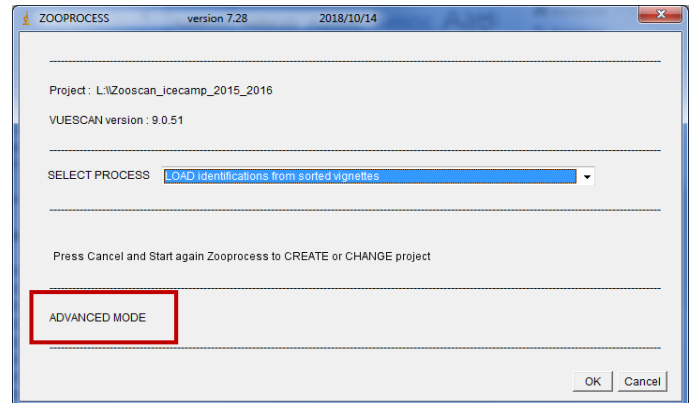 ZOOPROCESS version 7.28 2018/10/14
Project : L:\\Zooscan_icecamp_2015_2016
VUESCAN version : 9.0.51
SELECT PROCESS LOAD identifications from sorted vignettes
Press Cancel and Start again Zooprocess to CREATE or CHANGE project
ADVANCED MODE
OK Cancel